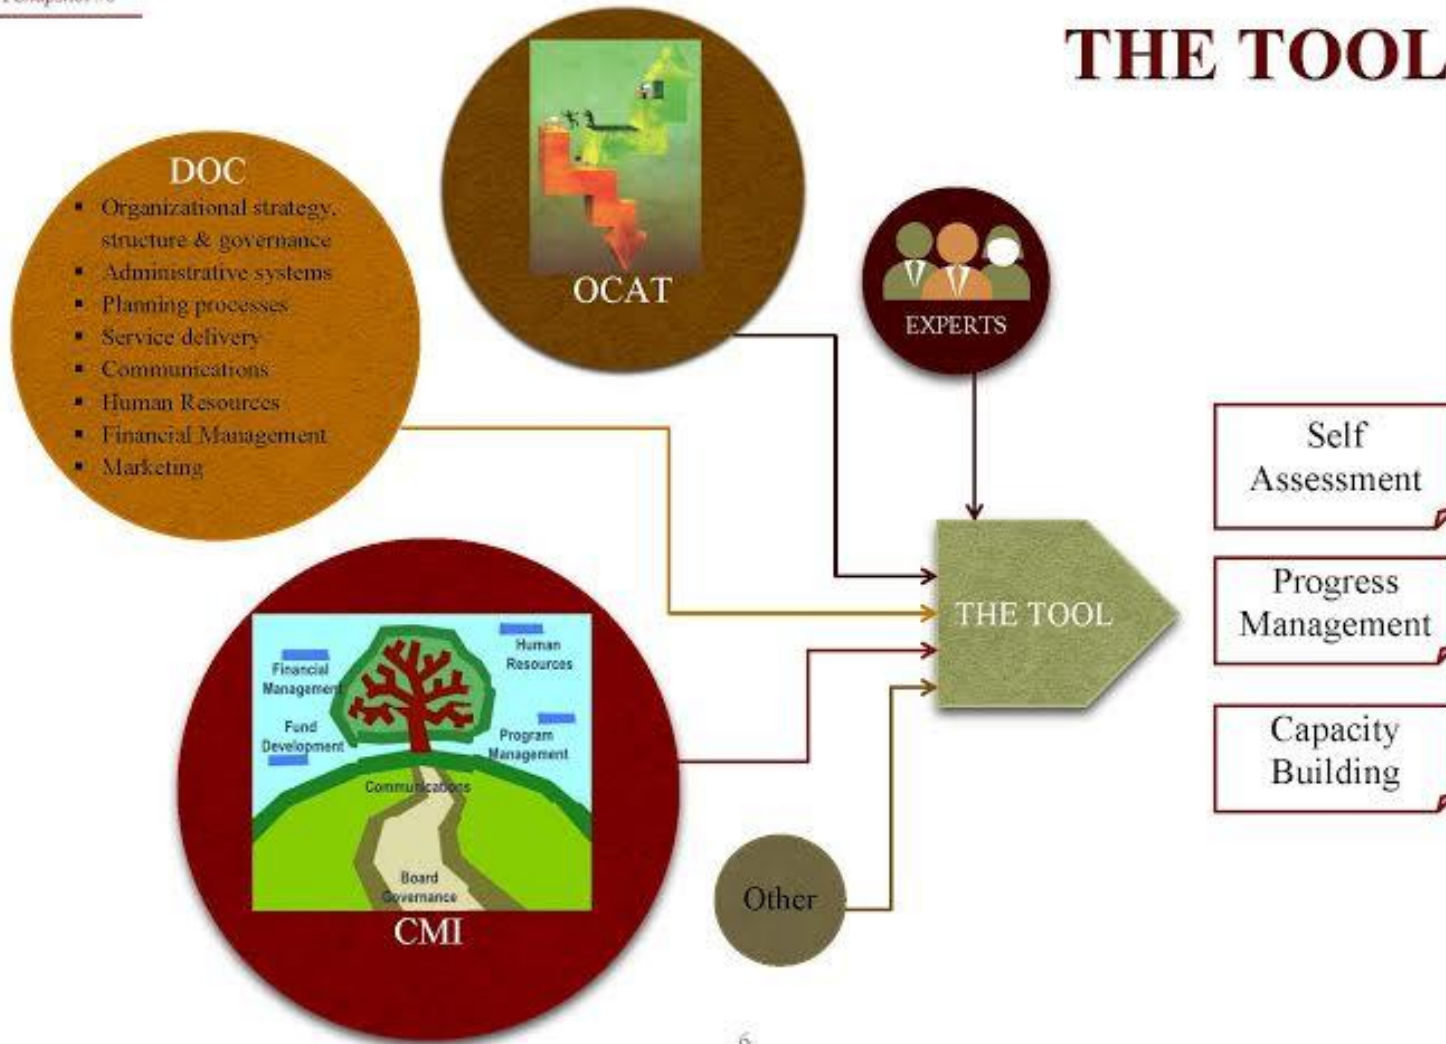 THE TOOL
DOC
▪ Organizational strategy,
structure & governance
▪ Administrative systems
▪ Planning processes
▪ Service delivery
▪ Communications
▪ Human Resources
▪ Financial Management
▪ Marketing
OCAT
EXPERTS
Self
Assessment
Progress
Management
Capacity
Building
THE TOOL
Financial
Management
Human
Resources
Fund
Development
Program
Management
Communications
Board
Governance
CMI
Other
6